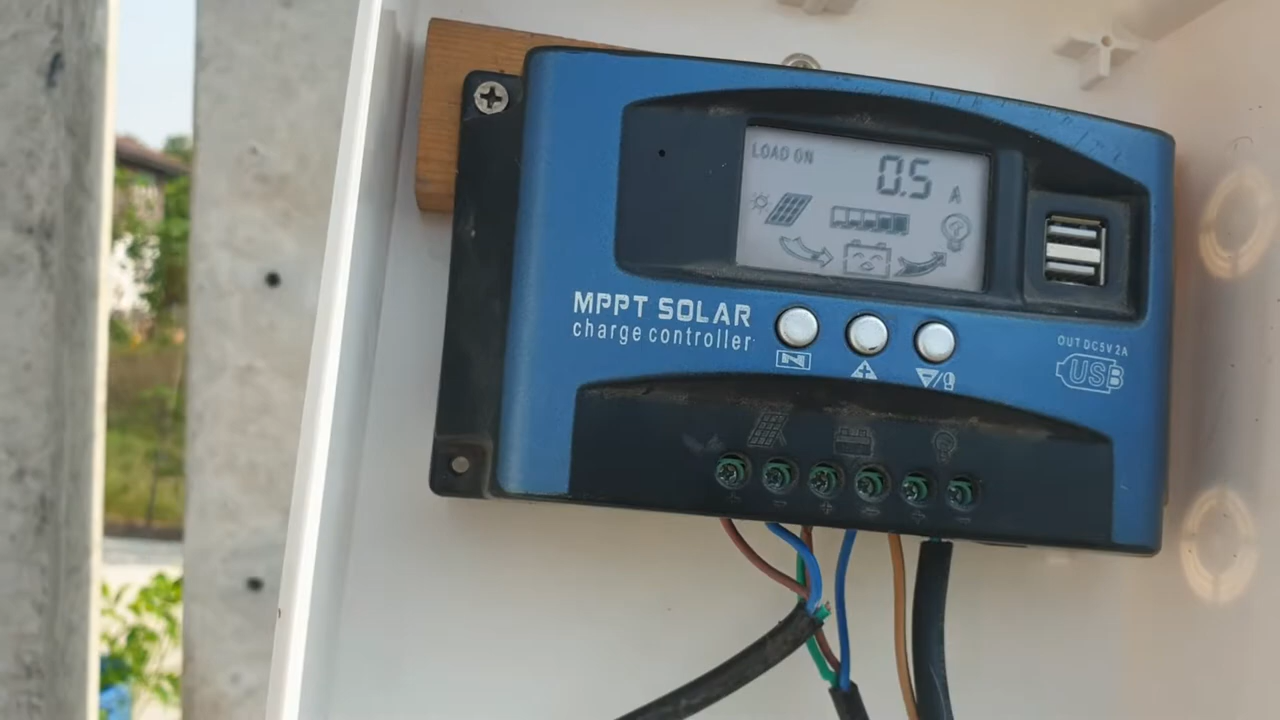 LOAD ON
0.5 A
MPPT SOLAR
charge controller
OUT DC5V 2A
USB
+ - + - + -